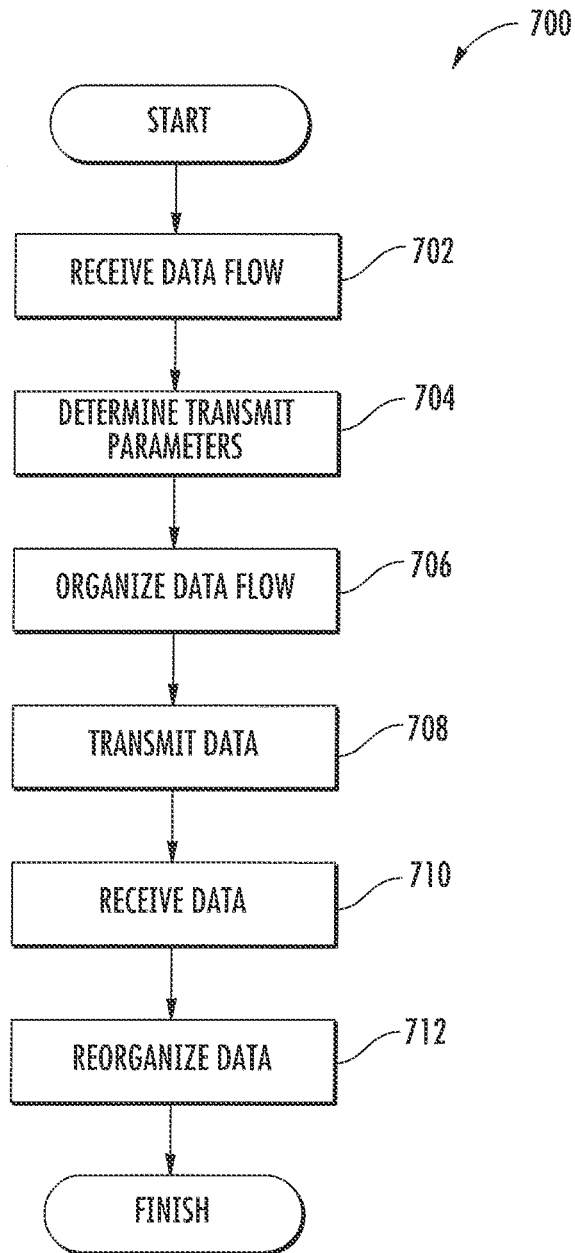 700
START
RECEIVE DATA FLOW
702
DETERMINE TRANSMIT
PARAMETERS
704
ORGANIZE DATA FLOW
706
TRANSMIT DATA
708
RECEIVE DATA
710
REORGANIZE DATA
712
FINISH